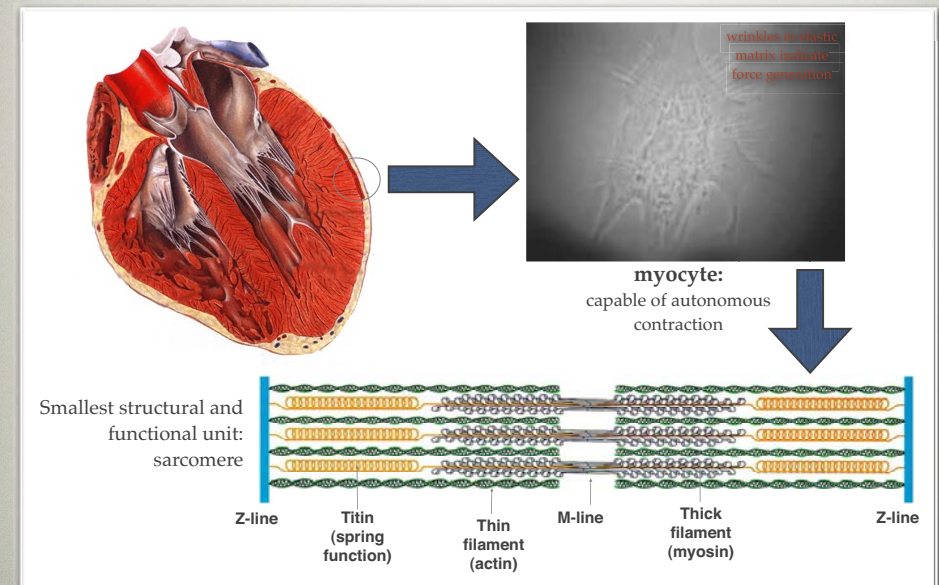 wrinkles in elastic
matrix indicate
force generation
myocyte:
capable of autonomous
contraction
Smallest structural and
functional unit:
sarcomere
Z-line
Titin
(spring
function)
Thin
filament
(actin)
M-line
Thick
filament
(myosin)
Z-line